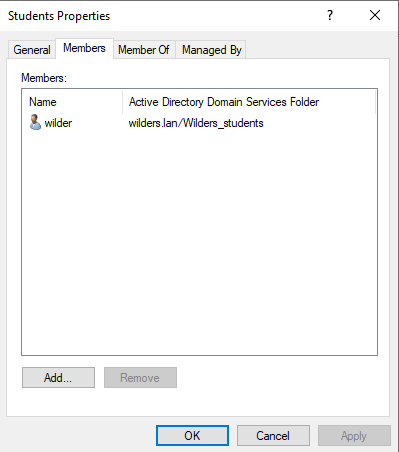 Students Properties
?
General Members Member Of Managed By
Members:
Name Active Directory Domain Services Folder
wilder wilders.lan/Wilders_students
Add... Remove
OK Cancel Apply